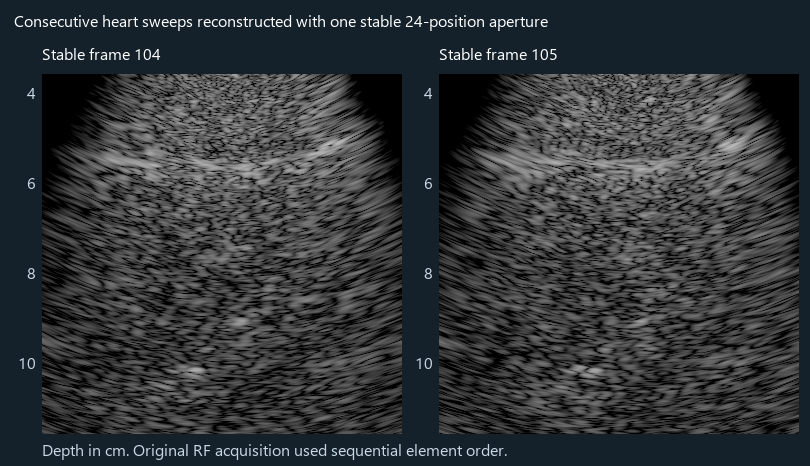 Consecutive heart sweeps reconstructed with one stable 24-position aperture
Stable frame 104
Stable frame 105
4
6
8
10
4
6
8
10
Depth in cm. Original RF acquisition used sequential element order.